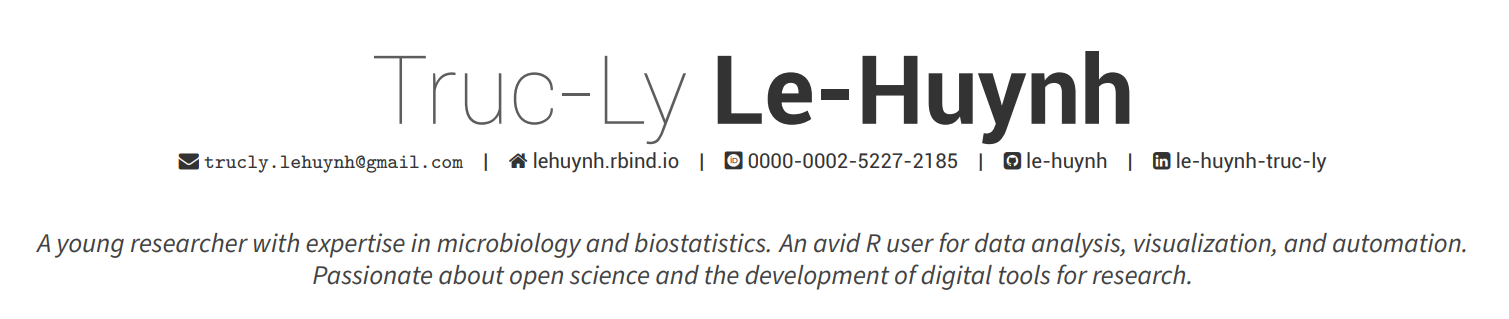 Truc-Ly Le-Huynh
trucly.lehuynh@gmail.com | lehuynh.rbind.io | 0000-0002-5227-2185 | le-huynh | le-huynh-truc-ly
A young researcher with expertise in microbiology and biostatistics. An avid R user for data analysis, visualization, and automation.
Passionate about open science and the development of digital tools for research.